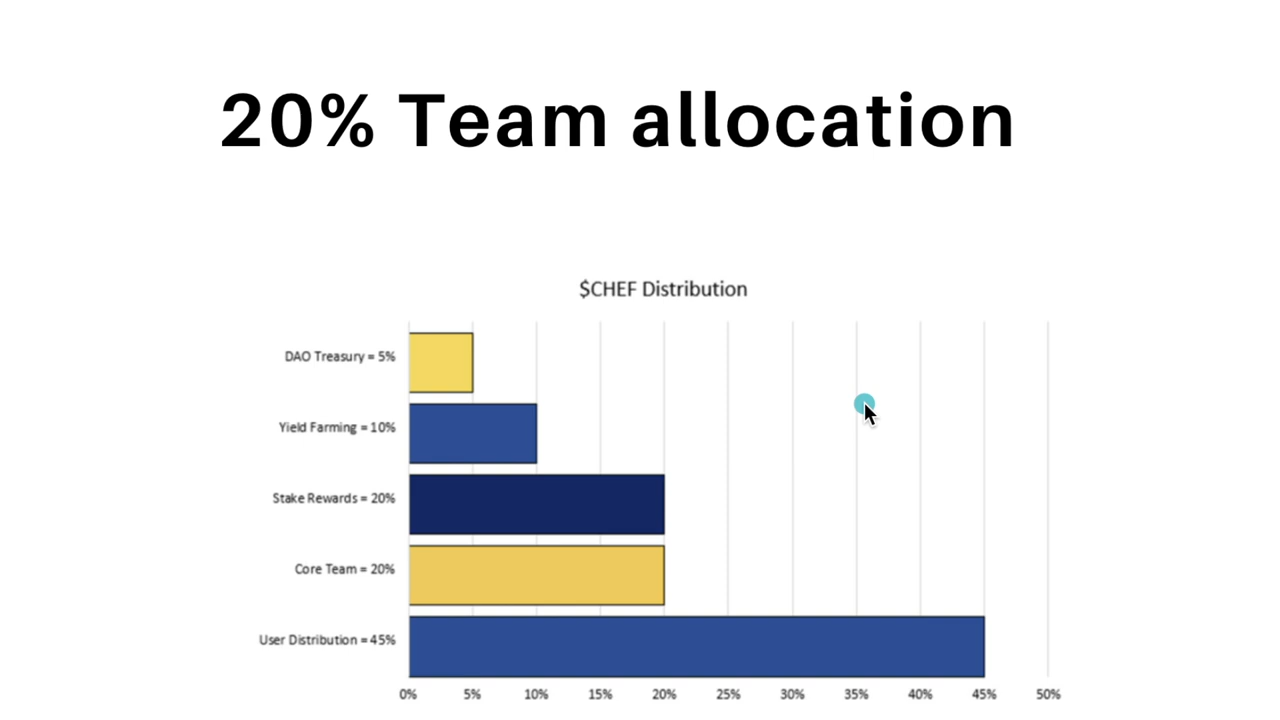 20% Team allocation
$CHEF Distribution
DAO Treasury = 5%
Yield Farming = 10%
Stake Rewards = 20%
Core Team = 20%
User Distribution = 45%
0% 5% 10% 15% 20% 25% 30% 35% 40% 45% 50%